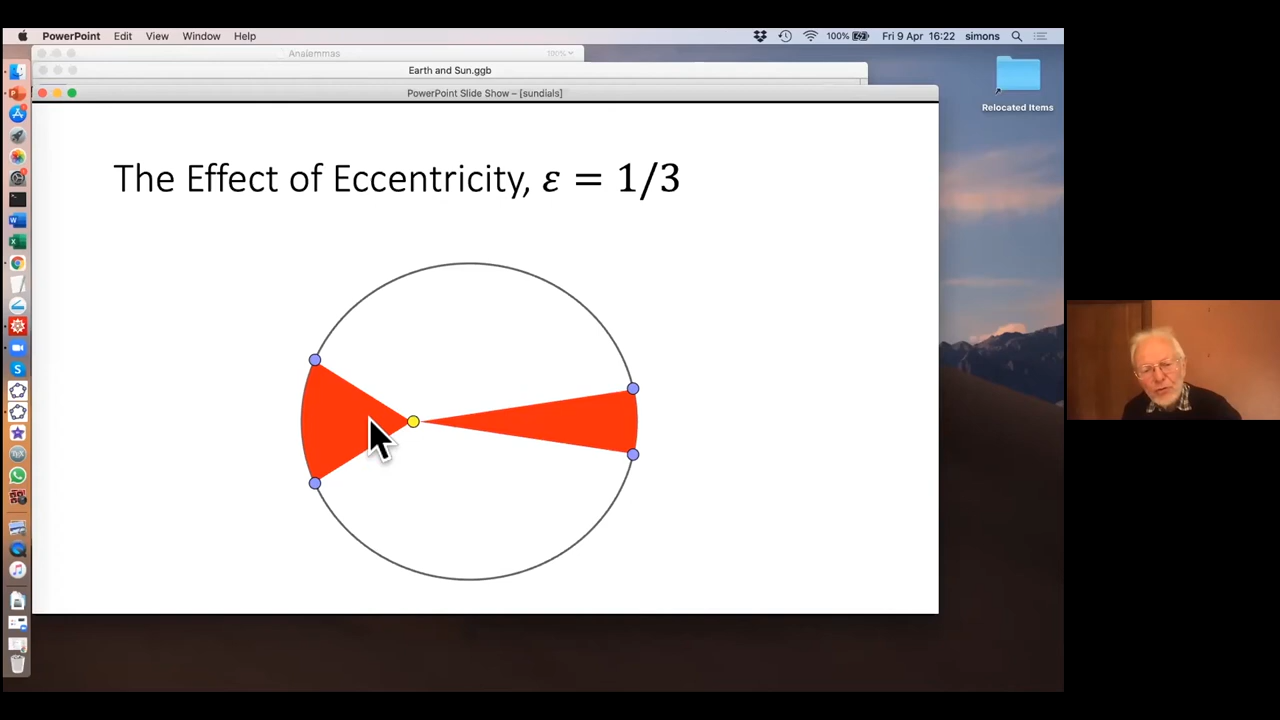 PowerPoint Edit View Window Help 100% Fri 9 Apr 16:22 simons
Analemmas 100%
Earth and Sun.ggb
PowerPoint Slide Show – [sundials]
Relocated Items
The Effect of Eccentricity, ε = 1/3